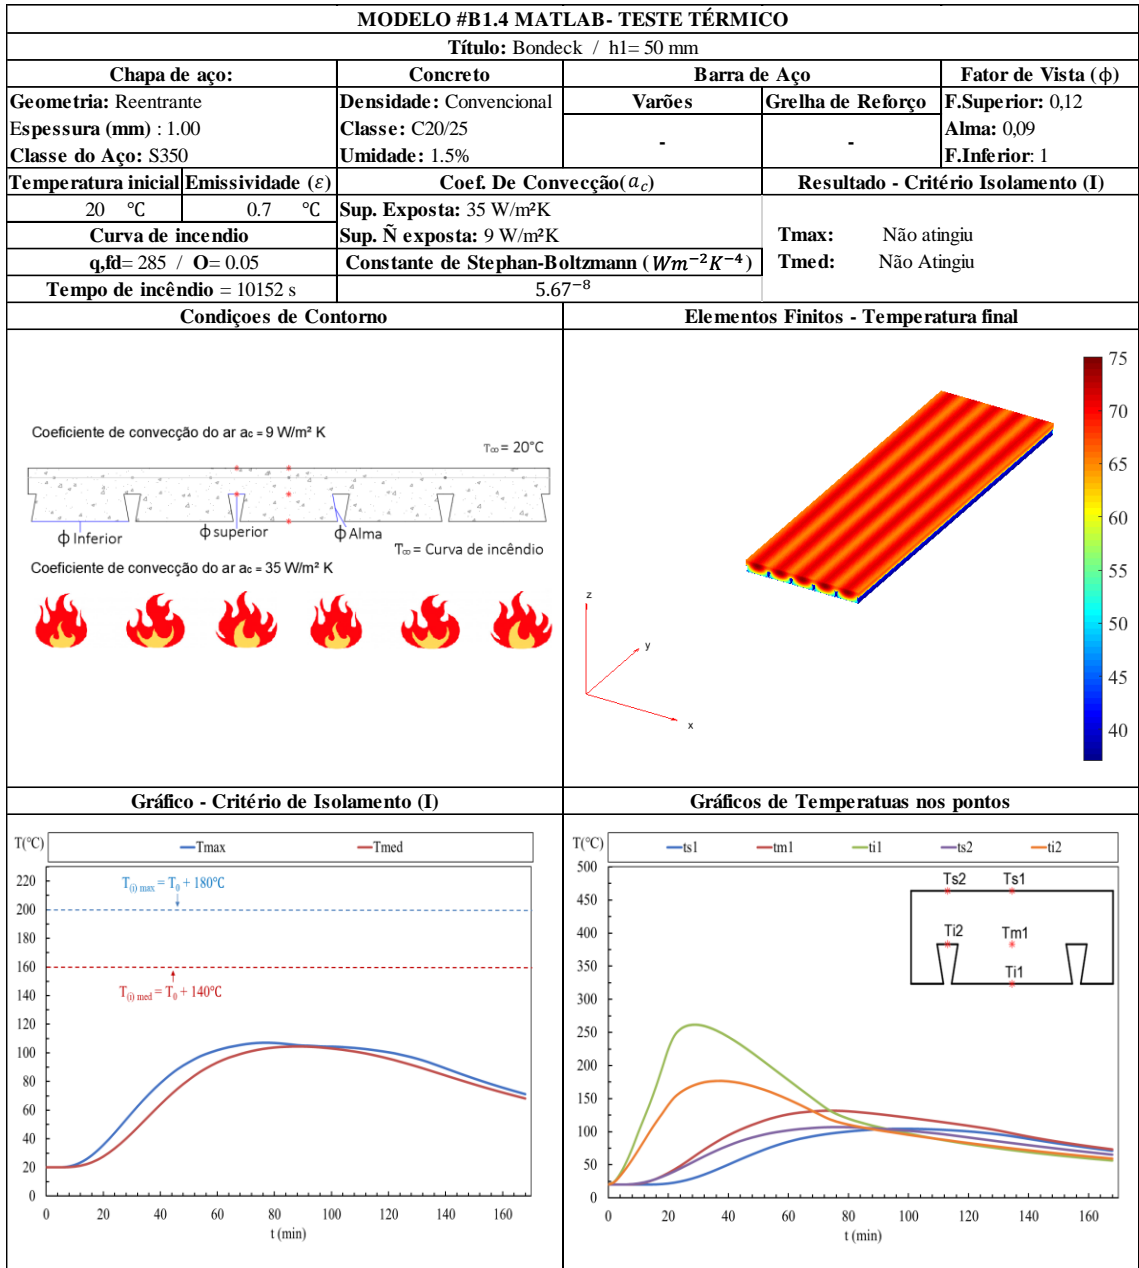 MODELO #B1.4 MATLAB- TESTE TÉRMICO
Título: Bondeck / h1= 50 mm
Chapa de aço:
Concreto
Barra de Aço
Fator de Vista (ϕ)
Geometria: Reentrante
Densidade: Convencional
Varões
Grelha de Reforço
F.Superior: 0,12
Espessura (mm) : 1.00
Classe: C20/25
-
-
Alma: 0,09
Classe do Aço: S350
Umidade: 1.5%
F.Inferior: 1
Temperatura inicial
Emissividade (ε)
Coef. De Convecção(a_c)
Resultado - Critério Isolamento (I)
20 °C
0.7 °C
Sup. Exposta: 35 W/m²K
Curva de incendio
Sup. Ñ exposta: 9 W/m²K
Tmax: Não atingiu
q,fd= 285 / O= 0.05
Constante de Stephan-Boltzmann (Wm⁻²K⁻⁴)
Tmed: Não Atingiu
Tempo de incêndio = 10152 s
5.67⁻⁸
Condiçoes de Contorno
Elementos Finitos - Temperatura final
Coeficiente de convecção do ar ac = 9 W/m² K
T∞ = 20°C
ϕ Inferior
ϕ superior
ϕ Alma
T∞ = Curva de incêndio
Coeficiente de convecção do ar ac = 35 W/m² K
z
y
x
75
70
65
60
55
50
45
40
Gráfico - Critério de Isolamento (I)
Gráficos de Temperatuas nos pontos
T(°C)
Tmax
Tmed
220
200
180
160
140
120
100
80
60
40
20
0
T(i) max = T0 + 180°C
T(i) med = T0 + 140°C
0 20 40 60 80 100 120 140 160
t (min)
T(°C)
ts1
tm1
ti1
ts2
ti2
500
450
400
350
300
250
200
150
100
50
0
Ts2 Ts1
Ti2 Tm1
Ti1
0 20 40 60 80 100 120 140 160
t (min)